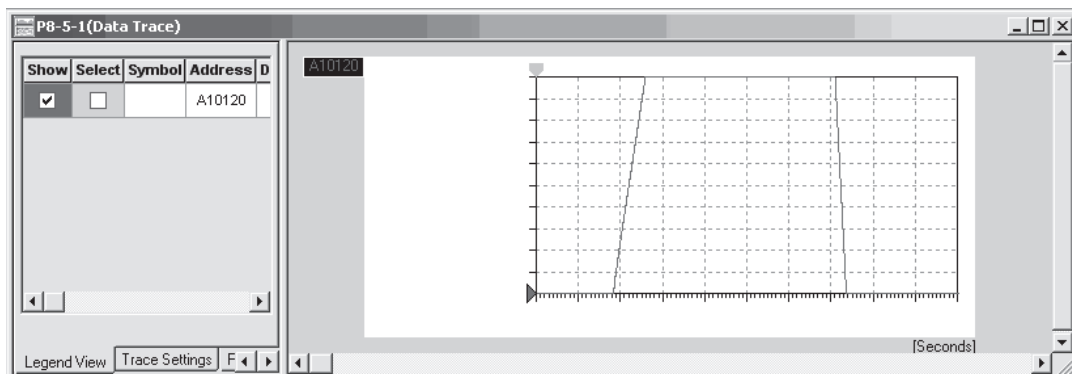 P8-5-1(Data Trace)
Show Select Symbol Address D
A10120
A10120
[Seconds]
Legend View Trace Settings F